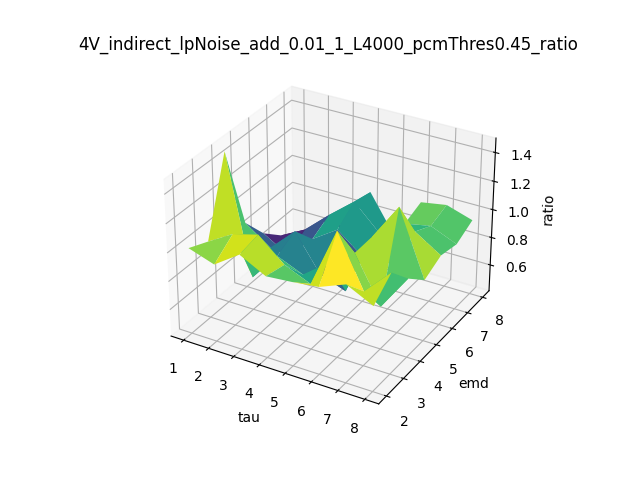 4V_indirect_lpNoise_add_0.01_1_L4000_pcmThres0.45_ratio
1.4
1.2
1.0
0.8
0.6
ratio
1 2 3 4 5 6 7 8
tau
2 3 4 5 6 7 8
emd